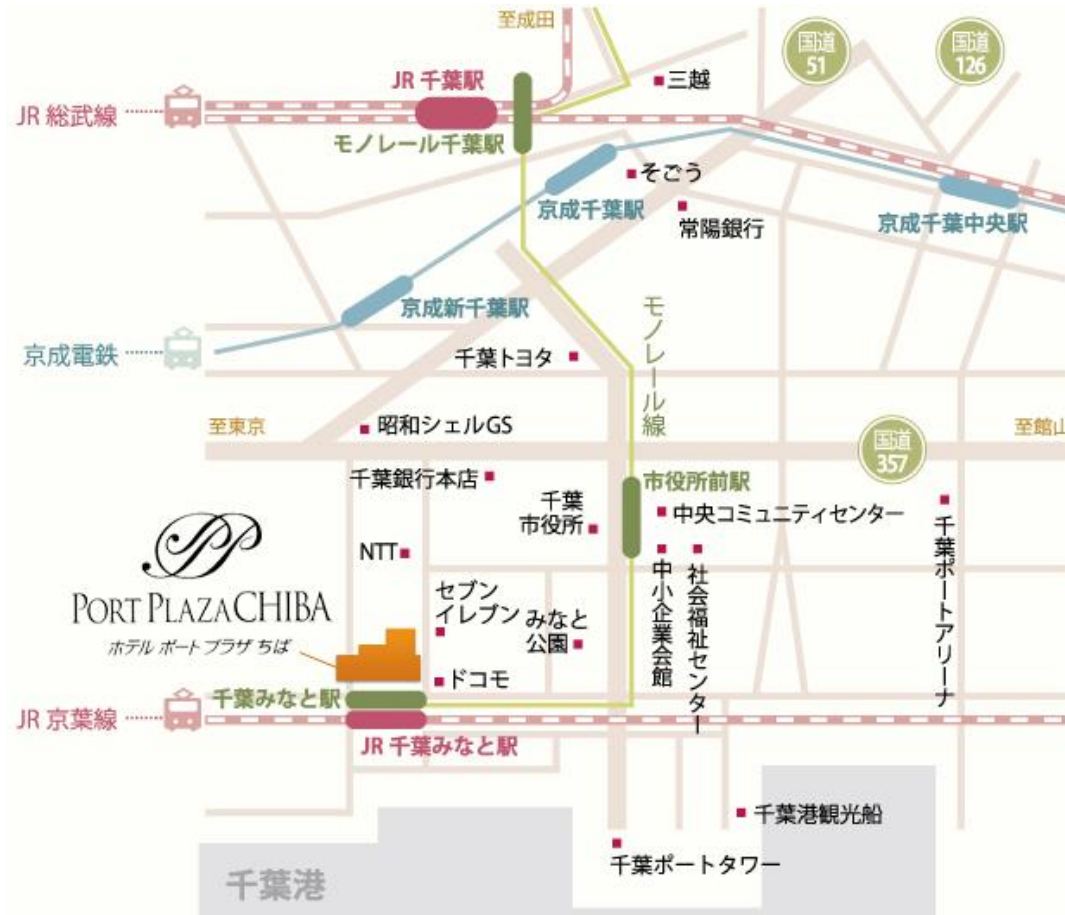 至成田
国道
51
国道
126
JR 千葉駅
三越
JR 総武線
モノレール千葉駅
そごう
京成千葉駅
常陽銀行
京成千葉中央駅
京成新千葉駅
モノレール線
京成電鉄
千葉トヨタ
至東京
昭和シェルGS
国道
357
至館山
千葉銀行本店
市役所前駅
千葉
市役所
中央コミュニティセンター
千葉ポートアリーナ
NTT
中小企業会館
社会福祉センター
PORT PLAZA CHIBA
ホテル ポート プラザ ちば
セブン
イレブン
みなと
公園
ドコモ
千葉みなと駅
JR 京葉線
JR 千葉みなと駅
千葉港観光船
千葉ポートタワー
千葉港